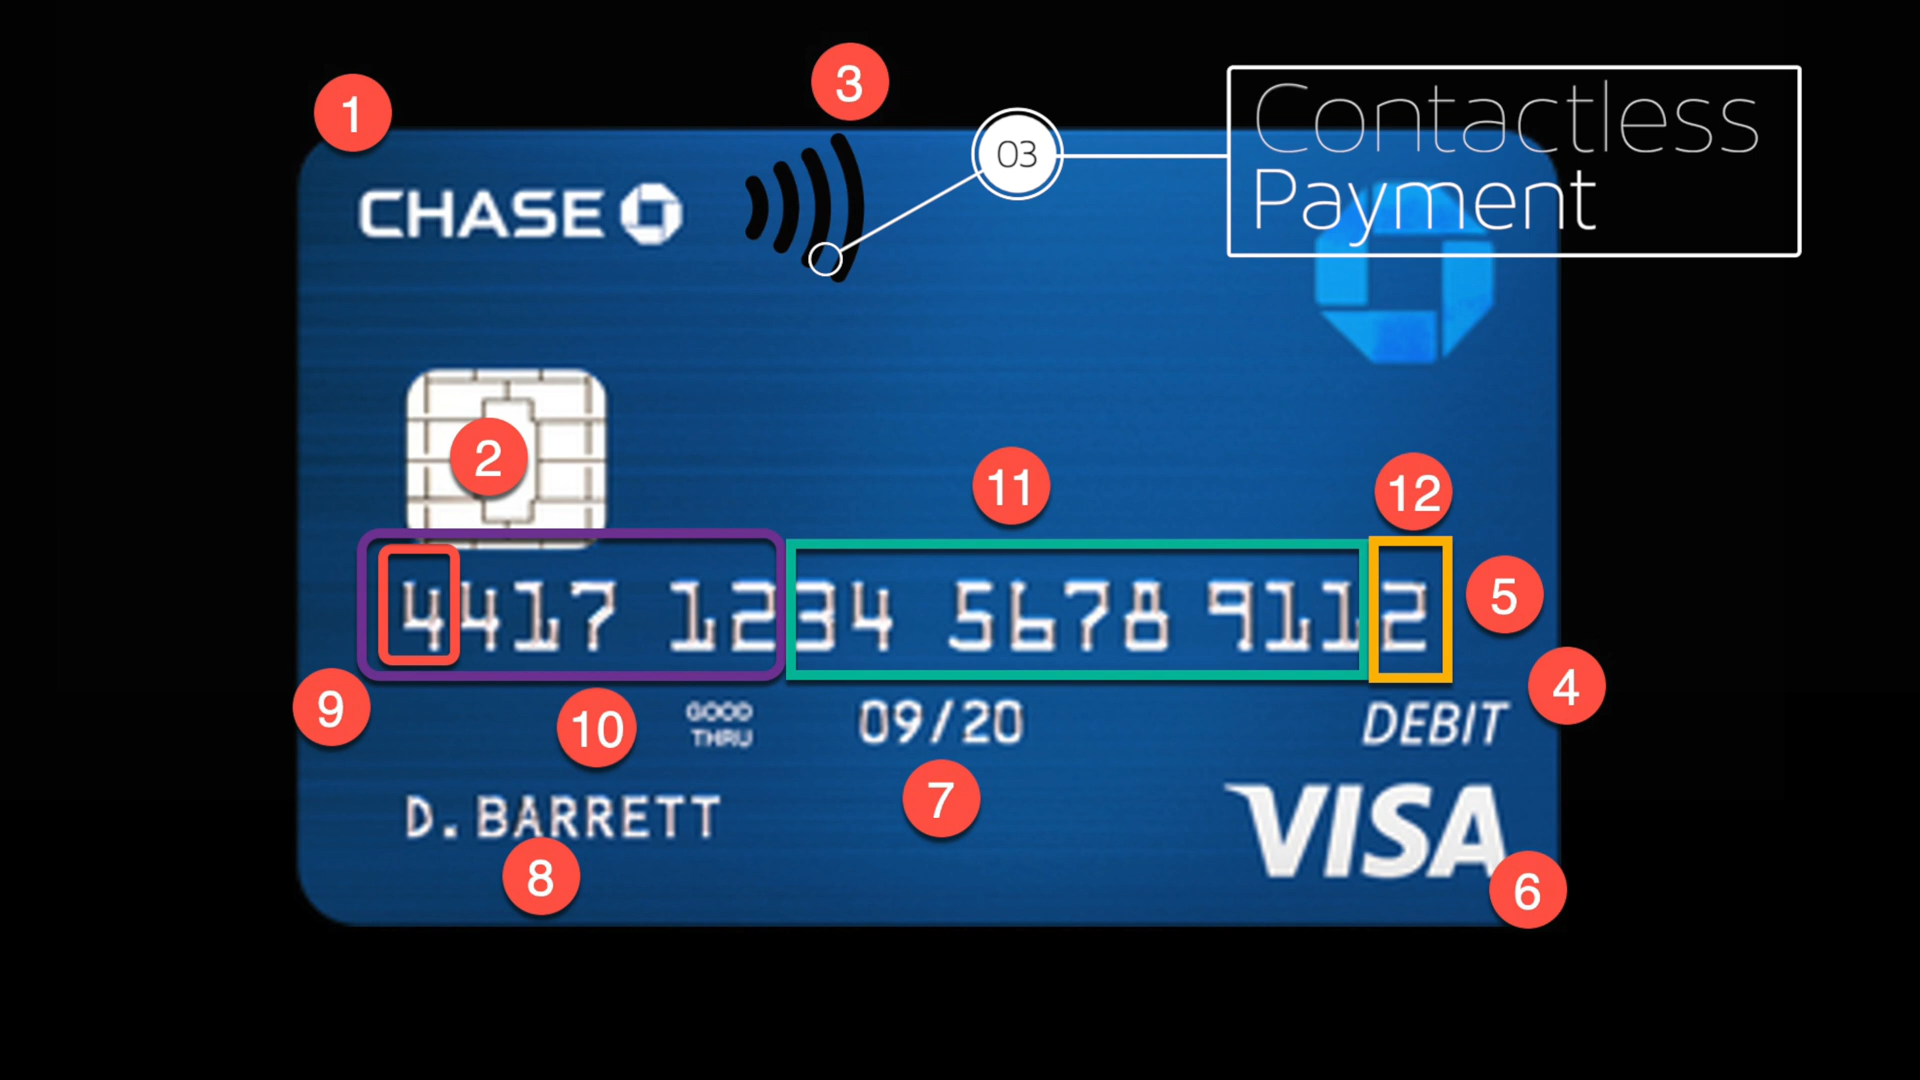 1
3
03
Contactless
Payment
CHASE
2
11
12
4417 1234 5678 9112
5
4
9
10
GOOD
THRU
09/20
DEBIT
7
D. BARRETT
VISA
8
6